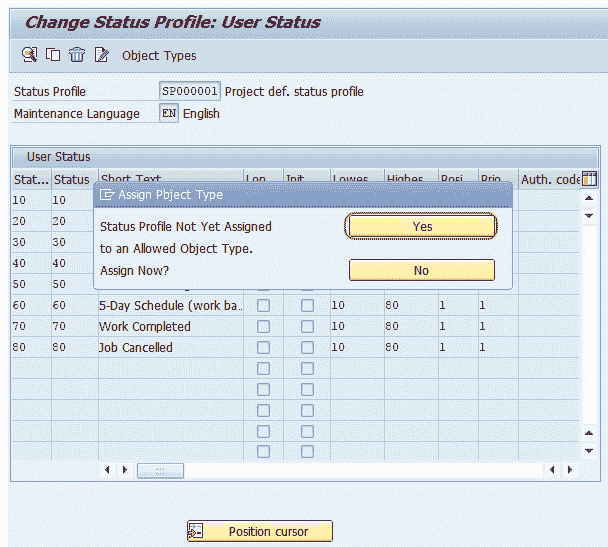 Change Status Profile: User Status
Object Types
Status Profile SP000001 Project def. status profile
Maintenance Language EN English
User Status
Stat... Status Short Text Lon Init Lowes Highes Posi Prio Auth. code
10 10
Assign Pbject Type
20 20
Status Profile Not Yet Assigned Yes
30 30
to an Allowed Object Type.
40 40
Assign Now? No
50 50
60 60 5-Day Schedule (work ba.. 10 80 1 1
70 70 Work Completed 10 80 1 1
80 80 Job Cancelled 10 80 1 1
Position cursor